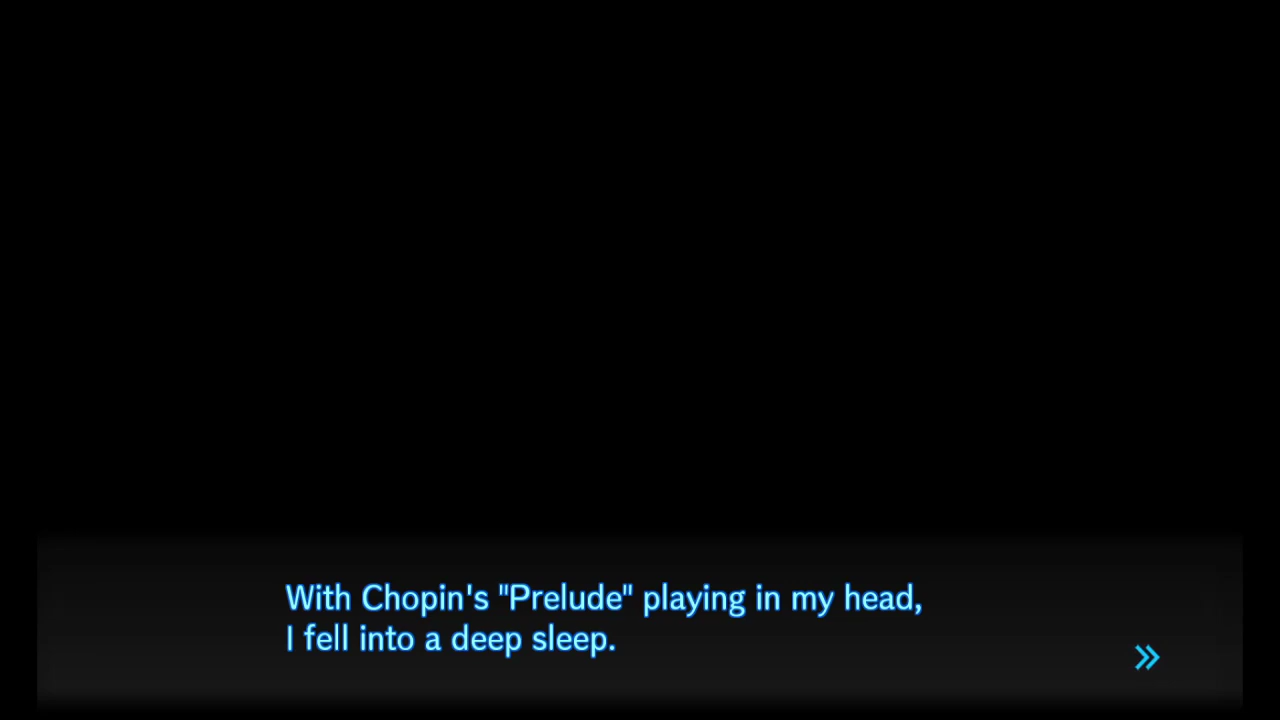 With Chopin's "Prelude" playing in my head,
I fell into a deep sleep.